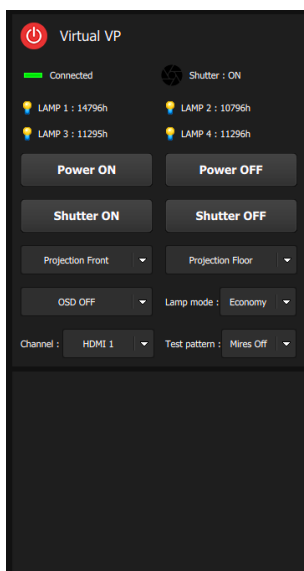 Virtual VP
Connected
Shutter : ON
LAMP 1 : 14796h
LAMP 2 : 10796h
LAMP 3 : 11295h
LAMP 4 : 11296h
Power ON
Power OFF
Shutter ON
Shutter OFF
Projection Front
Projection Floor
OSD OFF
Lamp mode : Economy
Channel : HDMI 1
Test pattern : Mires Off